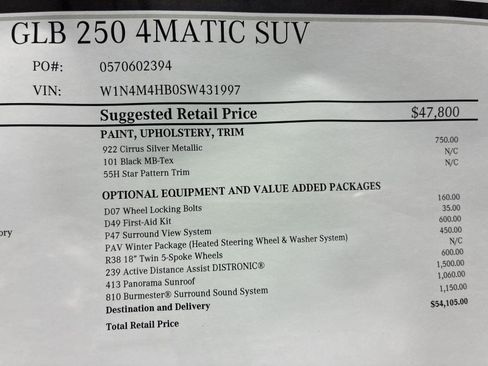 GLB 250 4MATIC SUV
PO#: 0570602394
VIN: W1N4M4HB0SW431997
Suggested Retail Price $47,800
PAINT, UPHOLSTERY, TRIM
922 Cirrus Silver Metallic 750.00
101 Black MB-Tex N/C
55H Star Pattern Trim N/C
OPTIONAL EQUIPMENT AND VALUE ADDED PACKAGES
D07 Wheel Locking Bolts 160.00
D49 First-Aid Kit 35.00
P47 Surround View System 600.00
ory PAV Winter Package (Heated Steering Wheel & Washer System) 450.00
R38 18" Twin 5-Spoke Wheels N/C
239 Active Distance Assist DISTRONIC® 600.00
413 Panorama Sunroof 1,500.00
810 Burmester® Surround Sound System 1,060.00
Destination and Delivery 1,150.00
Total Retail Price $54,105.00